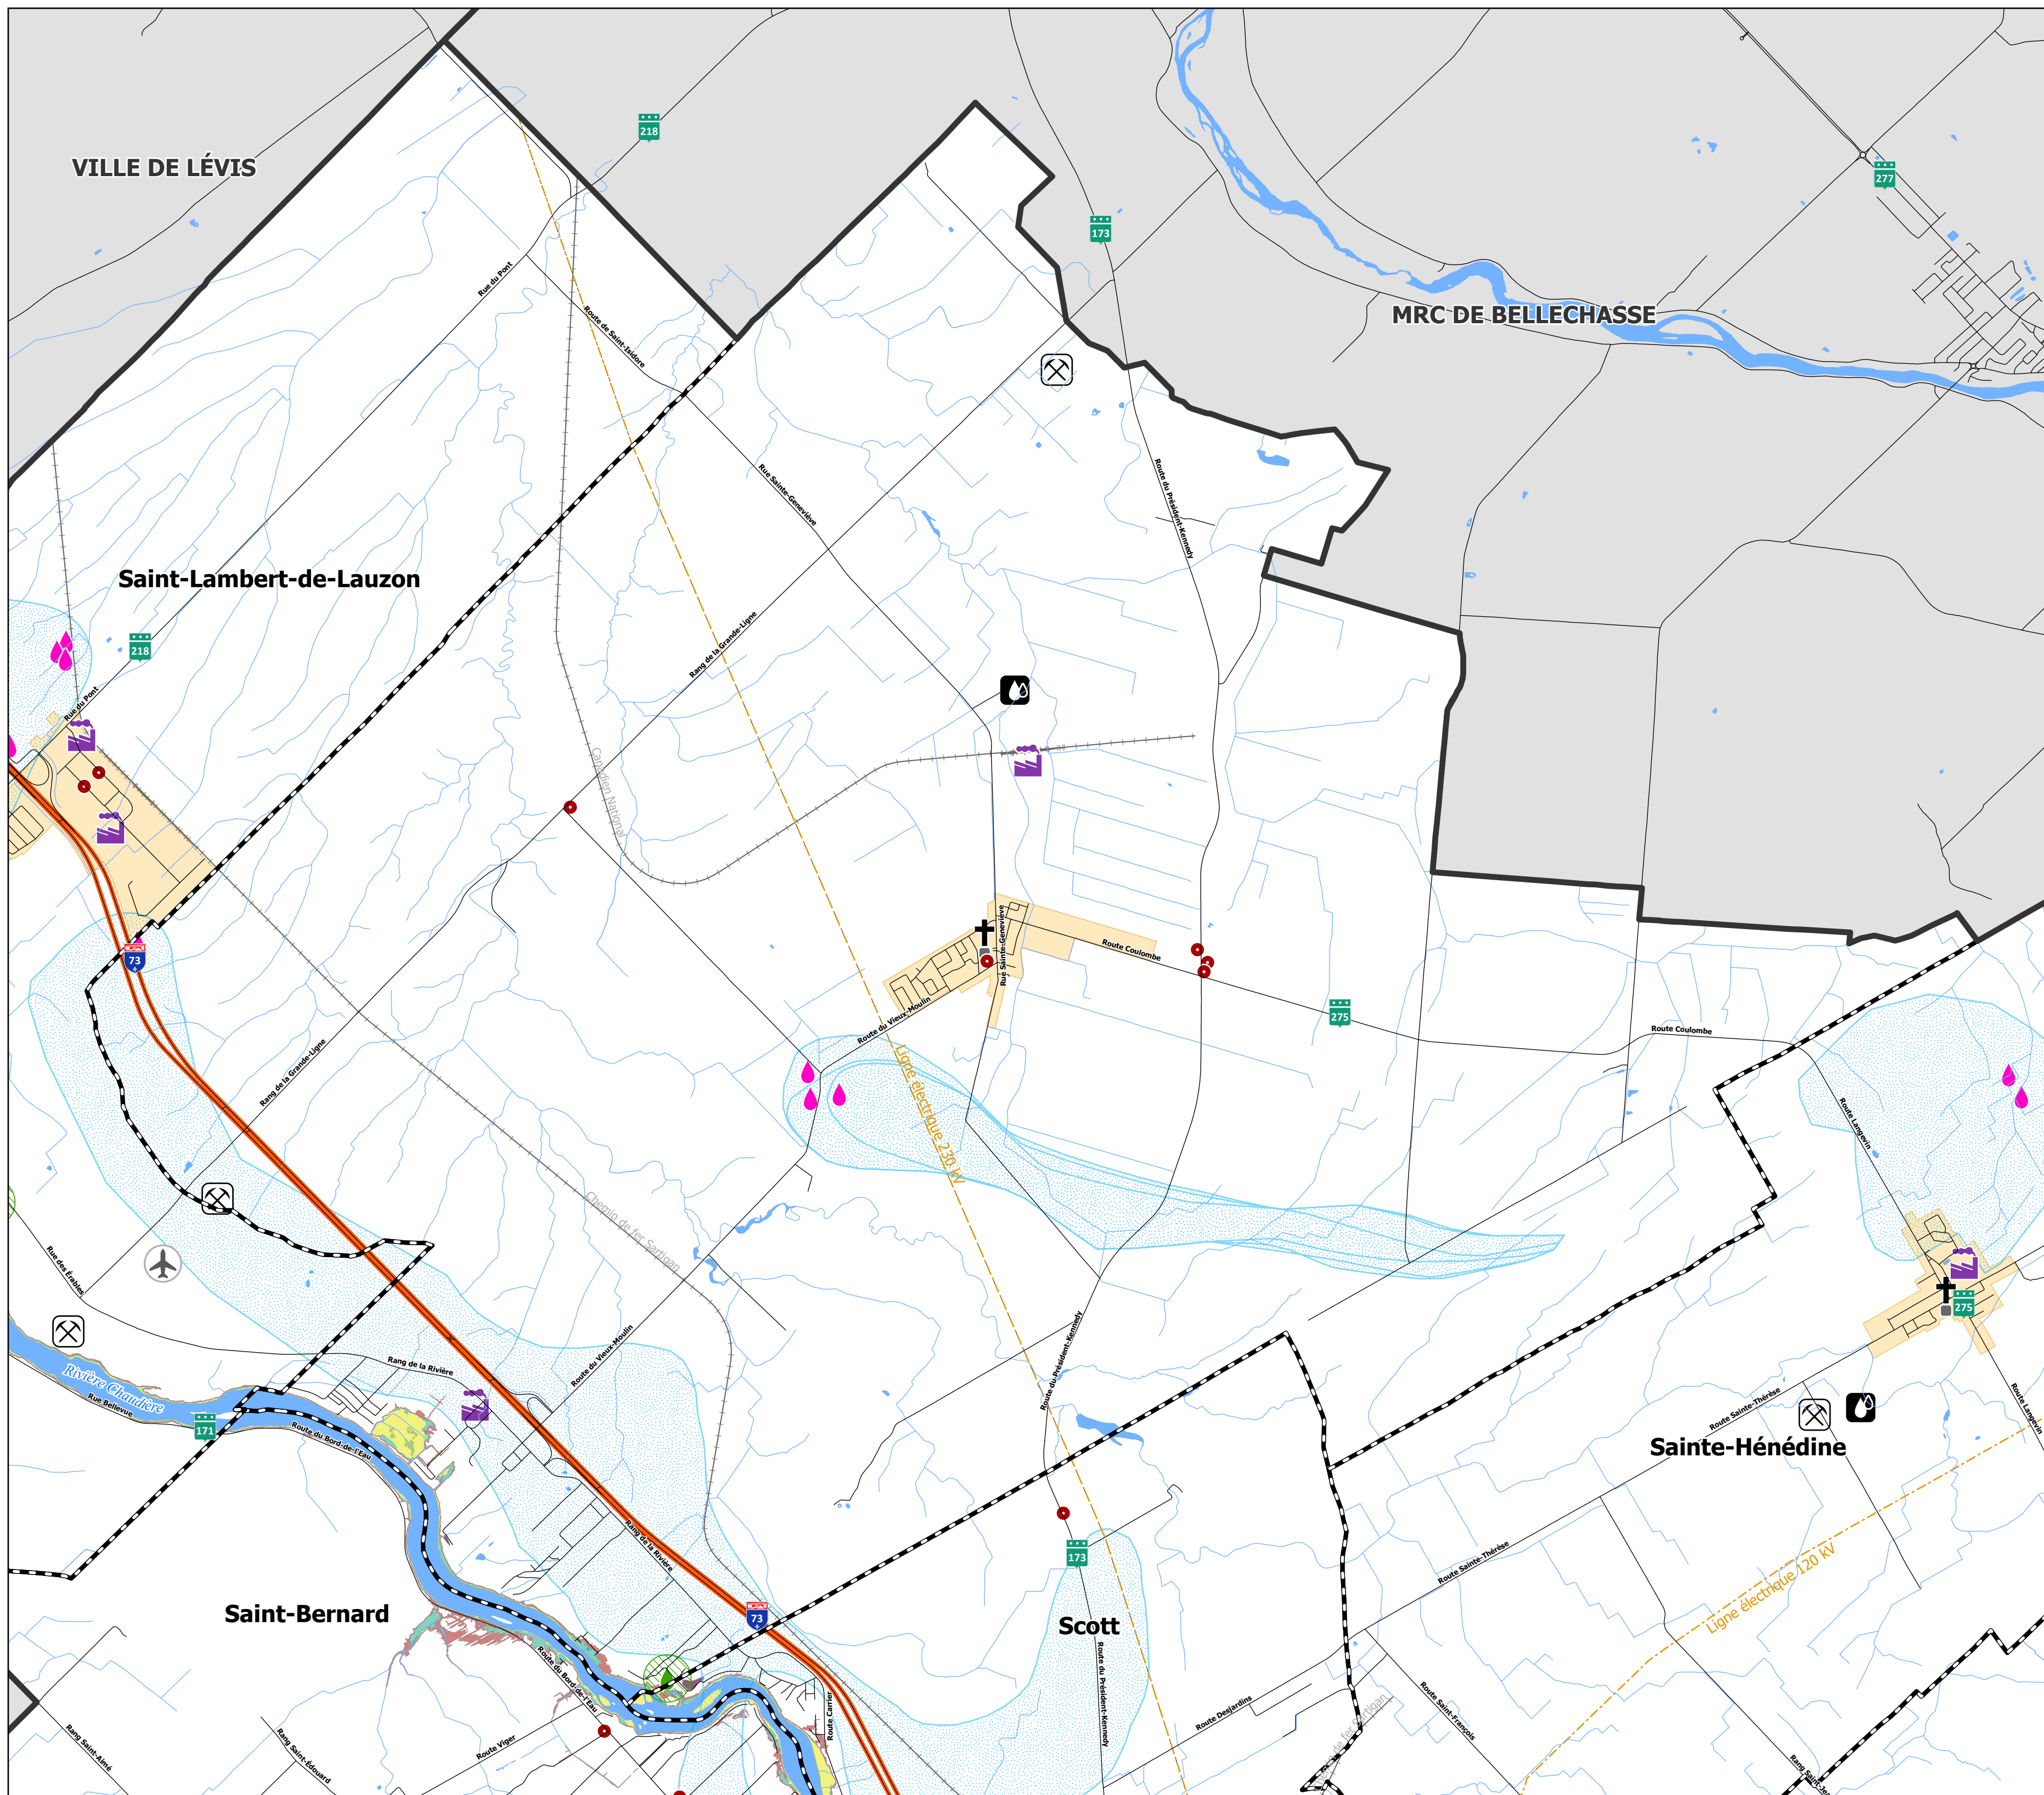 218
VILLE DE LÉVIS
277
173
Rue du Pont
MRC DE BELLECHASSE
Route de Saint-Isidore
Rue Sainte-Geneviève
Route du Président-Kennedy
Saint-Lambert-de-Lauzon
218
Rang de la Grande-Ligne
Rue du Pont
Canadien National
Rue Sainte-Geneviève
Route Coulombe
73
Route du Vieux-Moulin
275
Route Coulombe
Rang de la Grande-Ligne
Ligne électrique 230 kV
Route Langevin
Chemin de fer Sartigan
Rue des Érables
275
Route du Vieux-Moulin
Route du Président-Kennedy
Rang de la Rivière
Rivière Chaudière
Rue Bellevue
171
Route du Bord-de-l'Eau
Route Sainte-Thérèse
Route Langevin
Sainte-Hénédine
Rang de la Rivière
173
Route Sainte-Thérèse
Ligne électrique 120 kV
Saint-Bernard
73
Scott
Route du Bord-de-l'Eau
Route Carrier
Route du Président-Kennedy
Route Desjardins
Route Saint-François
Rang Saint-Aimé
Rang Saint-Édouard
Route Viger
de fer Sartigan